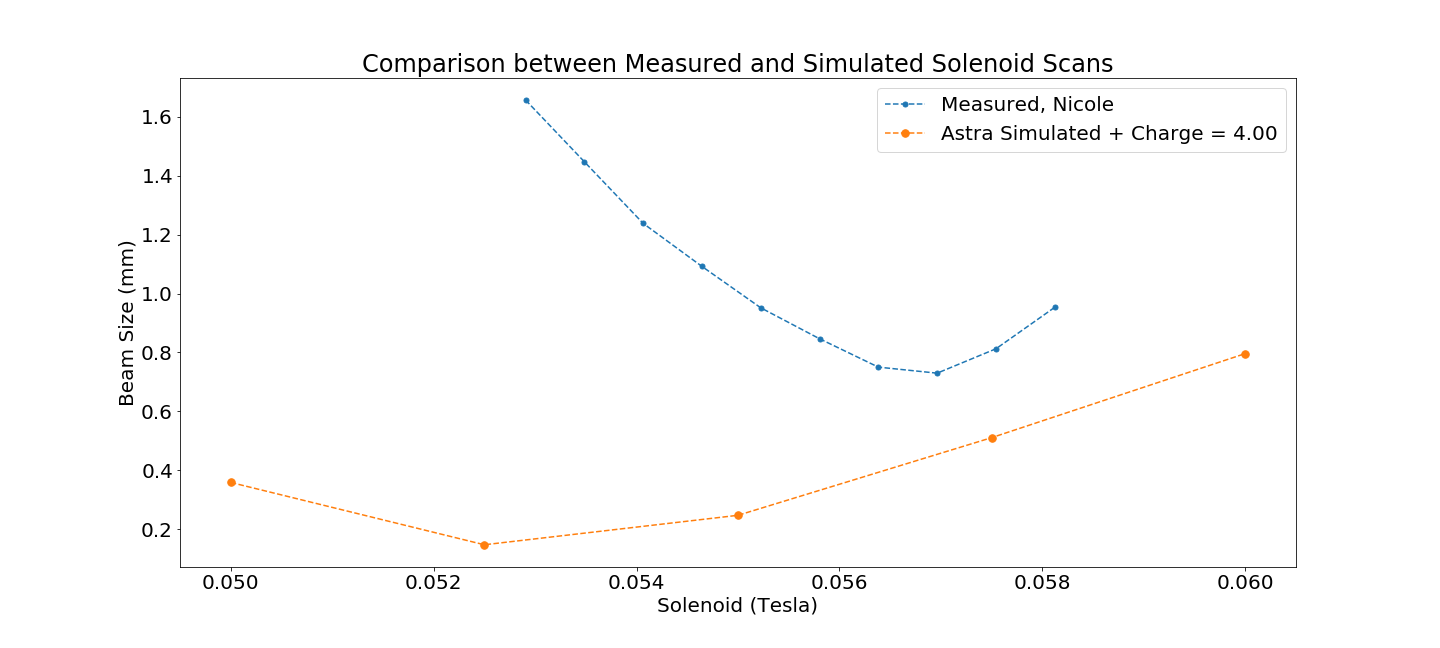 Comparison between Measured and Simulated Solenoid Scans
Measured, Nicole
Astra Simulated + Charge = 4.00
Beam Size (mm)
1.6
1.4
1.2
1.0
0.8
0.6
0.4
0.2
0.050 0.052 0.054 0.056 0.058 0.060
Solenoid (Tesla)